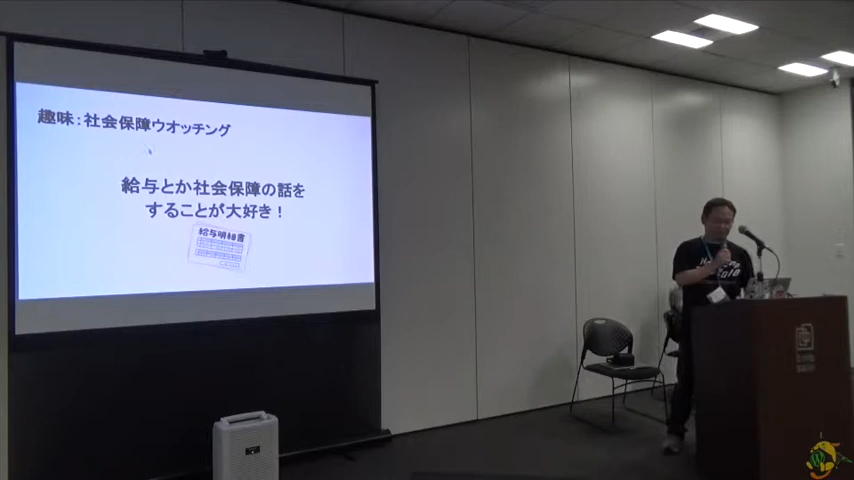 趣味:社会保障ウオッチング
給与とか社会保障の話を
することが大好き!
給与明細書